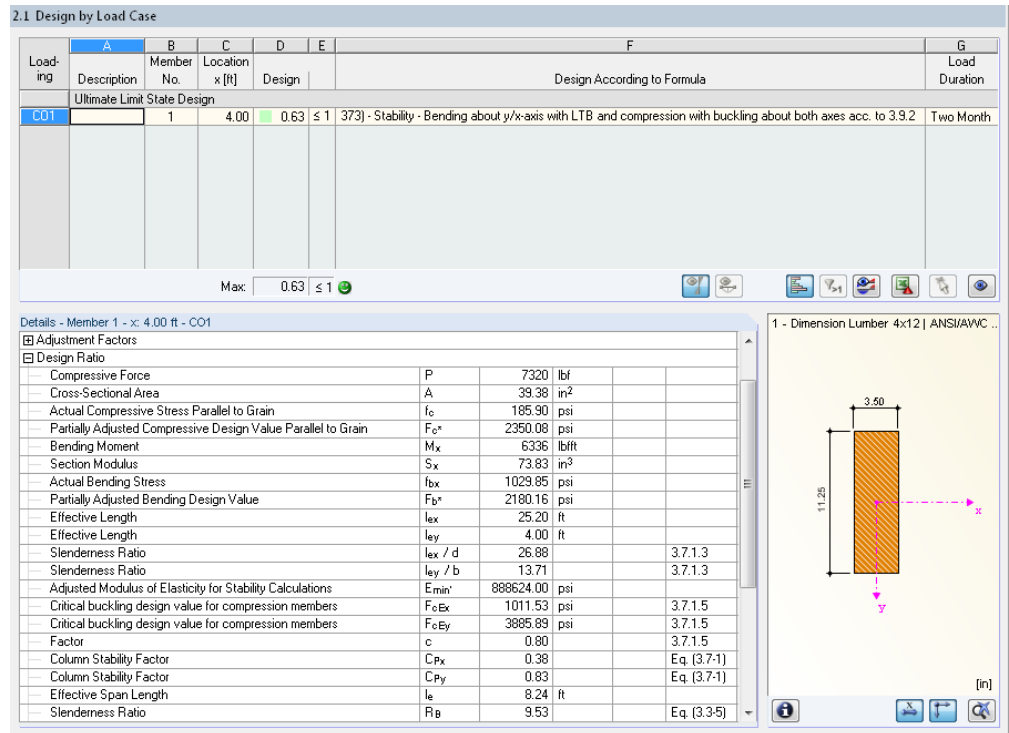 2.1 Design by Load Case
A B C D E F G
Load- Member Location Load
ing Description No. x [ft] Design Design According to Formula Duration
Ultimate Limit State Design
CO1 1 4.00 0.63 ≤ 1 373) - Stability - Bending about y/x-axis with LTB and compression with buckling about both axes acc. to 3.9.2 Two Month
Max: 0.63 ≤ 1
Details - Member 1 - x: 4.00 ft - CO1
Adjustment Factors
Design Ratio
Compressive Force P 7320 lbf
Cross-Sectional Area A 39.38 in²
Actual Compressive Stress Parallel to Grain fc 185.90 psi
Partially Adjusted Compressive Design Value Parallel to Grain Fc* 2350.08 psi
Bending Moment Mx 6336 lbfft
Section Modulus Sx 73.83 in³
Actual Bending Stress fbx 1029.85 psi
Partially Adjusted Bending Design Value Fb* 2180.16 psi
Effective Length lex 25.20 ft
Effective Length ley 4.00 ft
Slenderness Ratio lex / d 26.88 3.7.1.3
Slenderness Ratio ley / b 13.71 3.7.1.3
Adjusted Modulus of Elasticity for Stability Calculations Emin' 888624.00 psi
Critical buckling design value for compression members FcEx 1011.53 psi 3.7.1.5
Critical buckling design value for compression members FcEy 3885.89 psi 3.7.1.5
Factor c 0.80 3.7.1.5
Column Stability Factor CPx 0.38 Eq. (3.7-1)
Column Stability Factor CPy 0.83 Eq. (3.7-1)
Effective Span Length le 8.24 ft
Slenderness Ratio RB 9.53 Eq. (3.3-5)
1 - Dimension Lumber 4x12 | ANSI/AWC ..
3.50
11.25
x
y
[in]